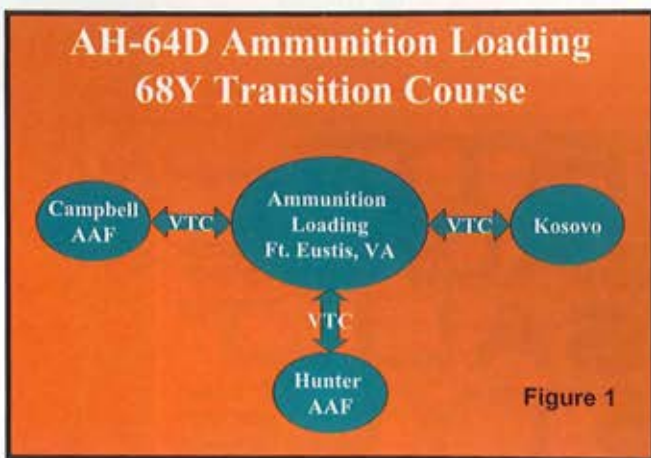 AH-64D Ammunition Loading
68Y Transition Course
Campbell
AAF
VTC
Ammunition
Loading
Ft. Eustis, VA
VTC
Kosovo
VTC
Hunter
AAF
Figure 1